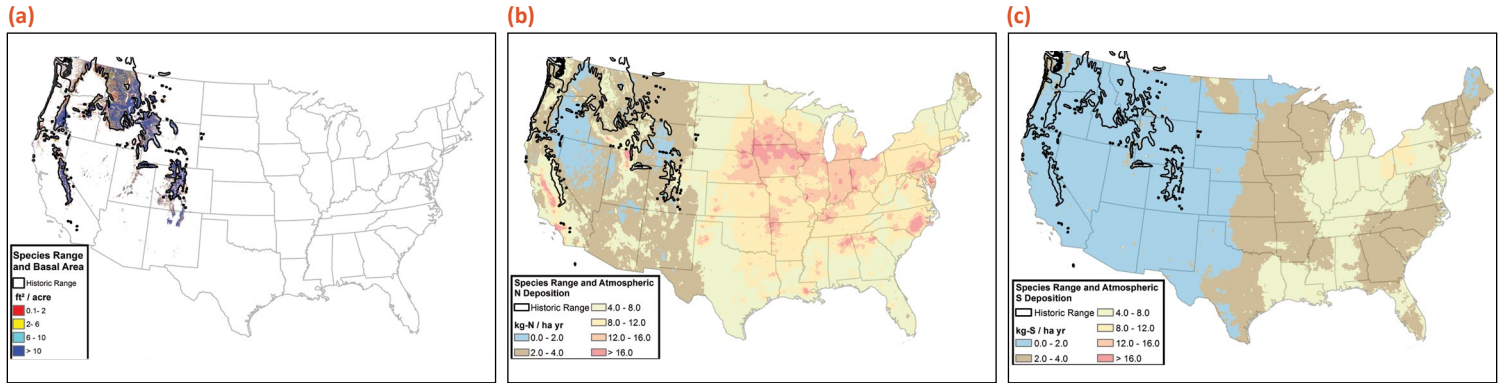 (a)
Species Range
and Basal Area
Historic Range
ft² / acre
0.1- 2
2- 6
6 - 10
> 10
(b)
Species Range and Atmospheric
N Deposition
Historic Range
kg-N / ha yr
0.0 - 2.0
2.0 - 4.0
4.0 - 8.0
8.0 - 12.0
12.0 - 16.0
> 16.0
(c)
Species Range and Atmospheric
S Deposition
Historic Range
kg-S / ha yr
0.0 - 2.0
2.0 - 4.0
4.0 - 8.0
8.0 - 12.0
12.0 - 16.0
> 16.0